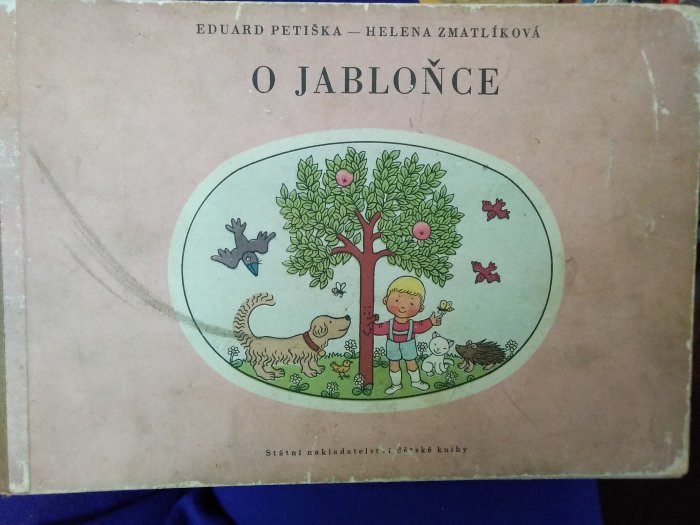 EDUARD PETIŠKA — HELENA ZMATLÍKOVÁ
O JABLOŇCE
Státní nakladatelství dětské knihy